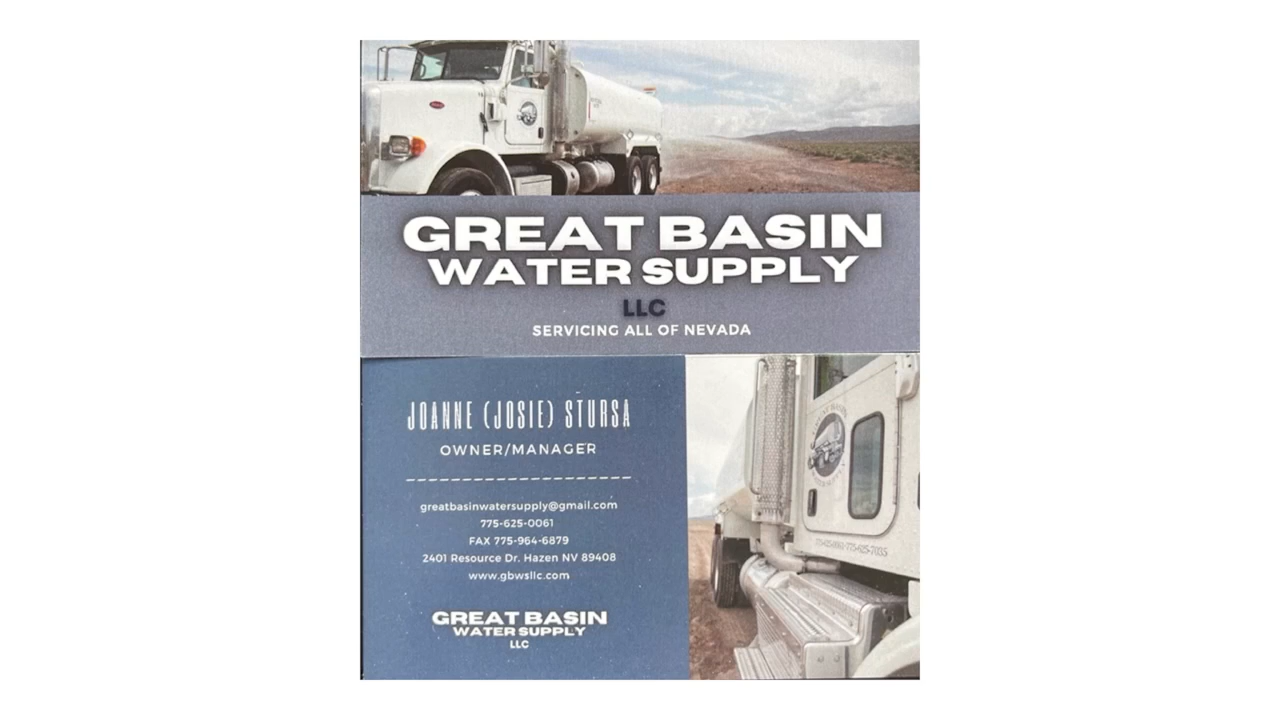 GREAT BASIN
WATER SUPPLY
LLC
SERVICING ALL OF NEVADA
JOANNE (JOSIE) STURSA
OWNER/MANAGER
greatbasinwatersupply@gmail.com
775-625-0061
FAX 775-964-6879
2401 Resource Dr. Hazen NV 89408
www.gbwsllc.com
GREAT BASIN
WATER SUPPLY
LLC